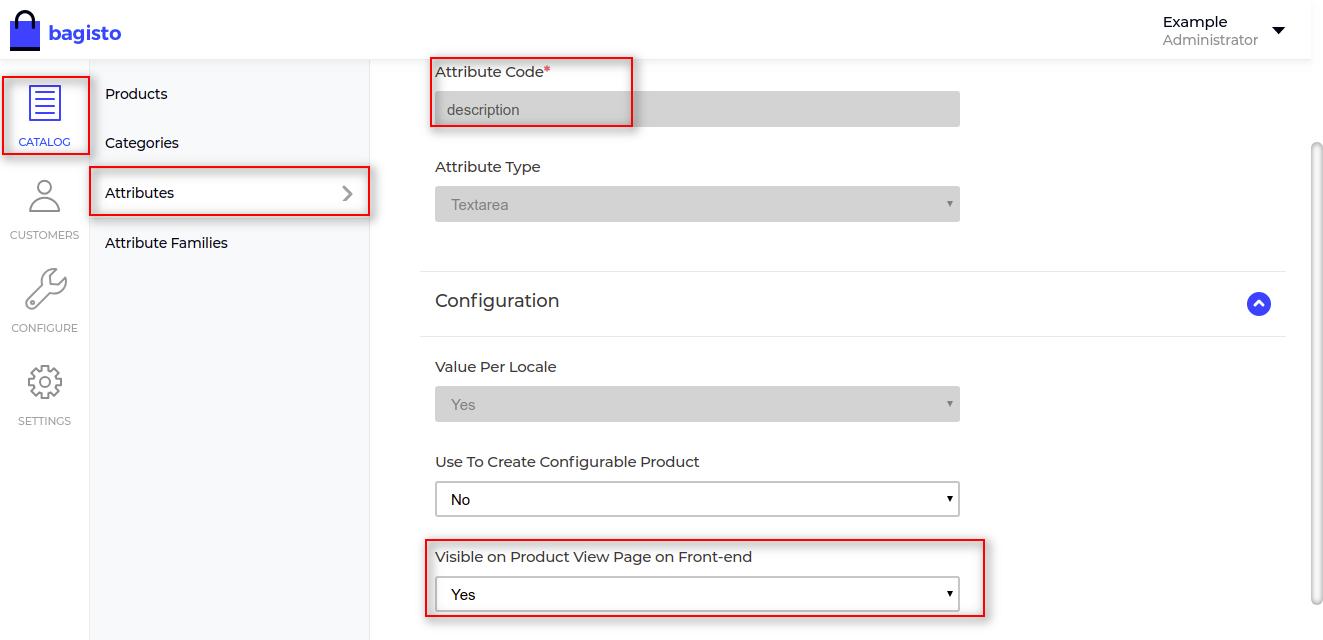 bagisto
Example
Administrator
CATALOG
CUSTOMERS
CONFIGURE
SETTINGS
Products
Categories
Attributes
Attribute Families
Attribute Code*
description
Attribute Type
Textarea
Configuration
Value Per Locale
Yes
Use To Create Configurable Product
No
Visible on Product View Page on Front-end
Yes